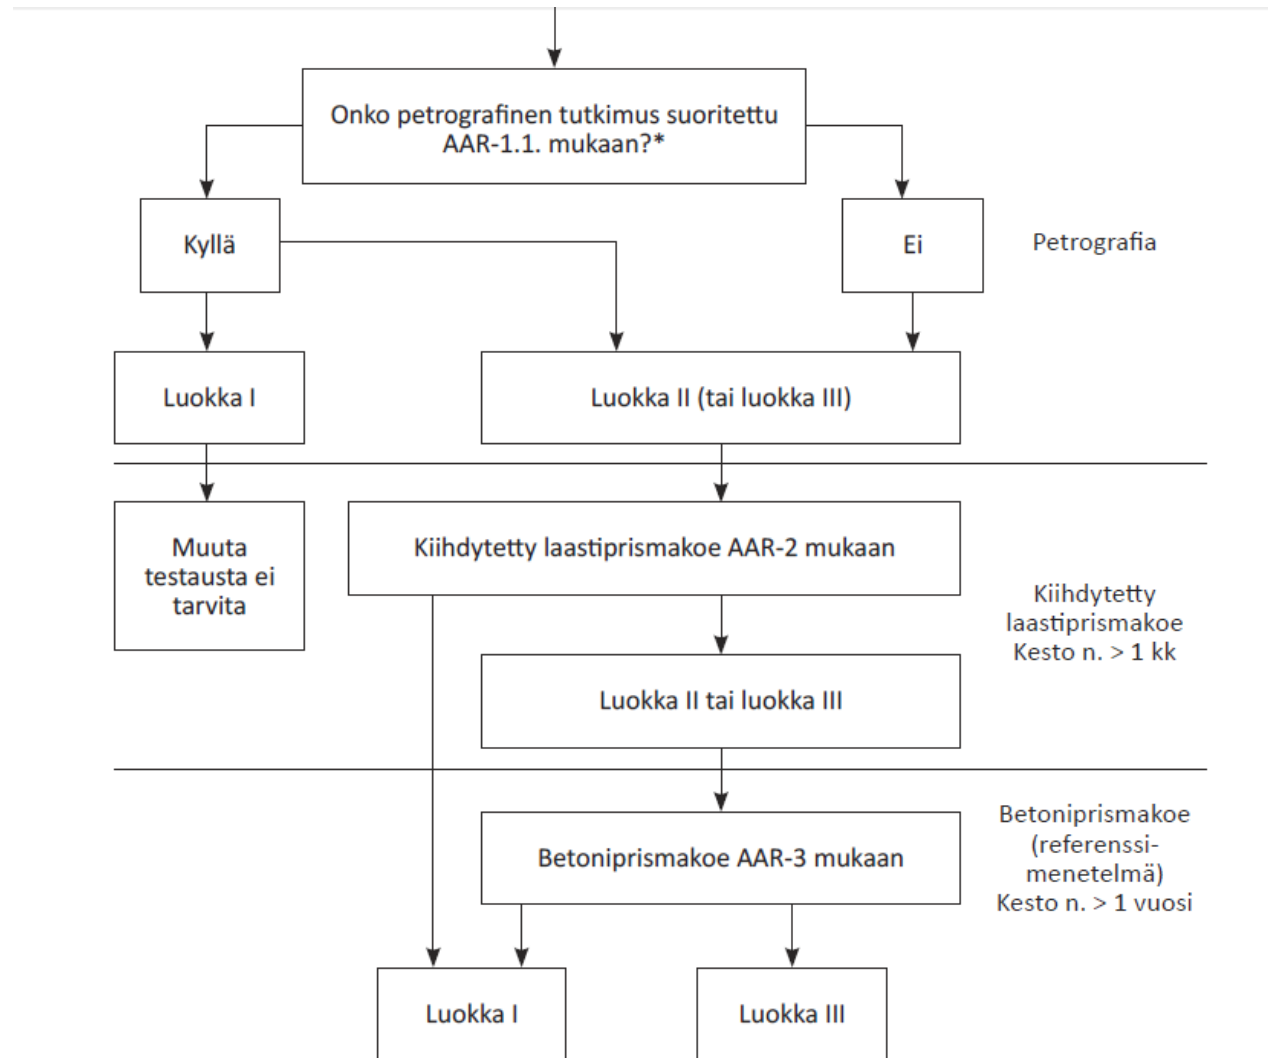 Onko petrografinen tutkimus suoritettu
AAR-1.1. mukaan?*
Kyllä
Ei
Petrografia
Luokka I
Luokka II (tai luokka III)
Muuta
testausta ei
tarvita
Kiihdytetty laastiprismakoe AAR-2 mukaan
Kiihdytetty
laastiprismakoe
Kesto n. > 1 kk
Luokka II tai luokka III
Betoniprismakoe AAR-3 mukaan
Betoniprismakoe
(referenssi-
menetelmä)
Kesto n. > 1 vuosi
Luokka I
Luokka III